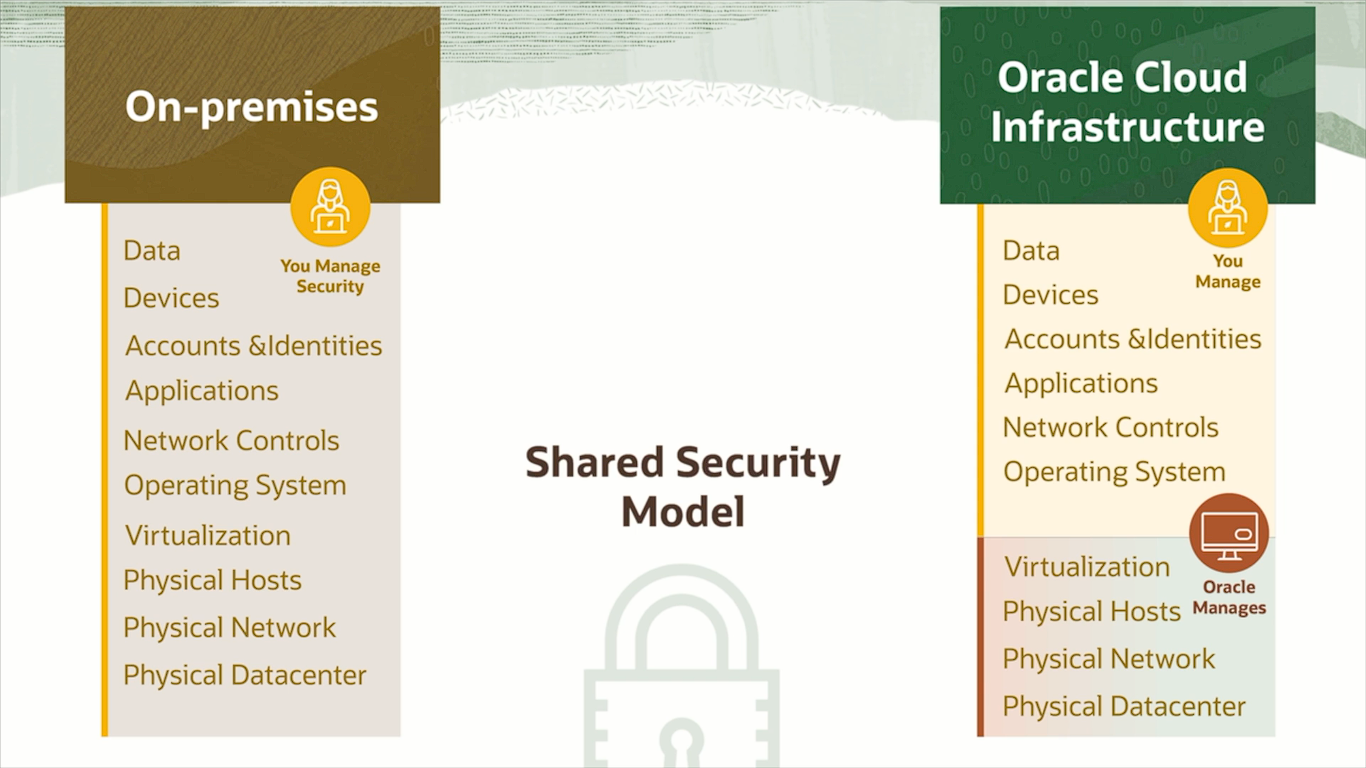 On-premises
You Manage
Security
Data
Devices
Accounts &Identities
Applications
Network Controls
Operating System
Virtualization
Physical Hosts
Physical Network
Physical Datacenter
Shared Security
Model
Oracle Cloud
Infrastructure
You
Manage
Data
Devices
Accounts &Identities
Applications
Network Controls
Operating System
Oracle
Manages
Virtualization
Physical Hosts
Physical Network
Physical Datacenter